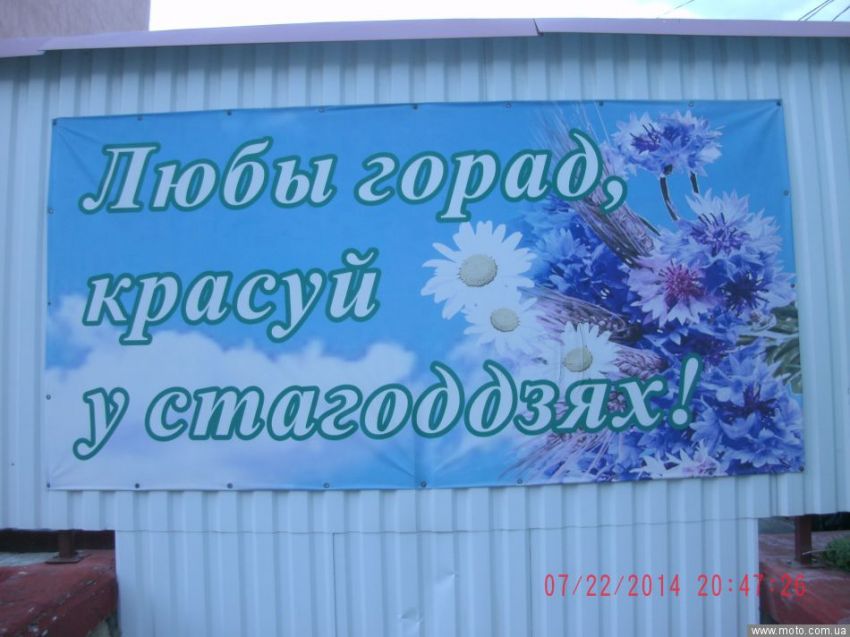 Любы горад,
красуй
у стагоддзях!
07/22/2014 20:47:26
www.moto.com.ua